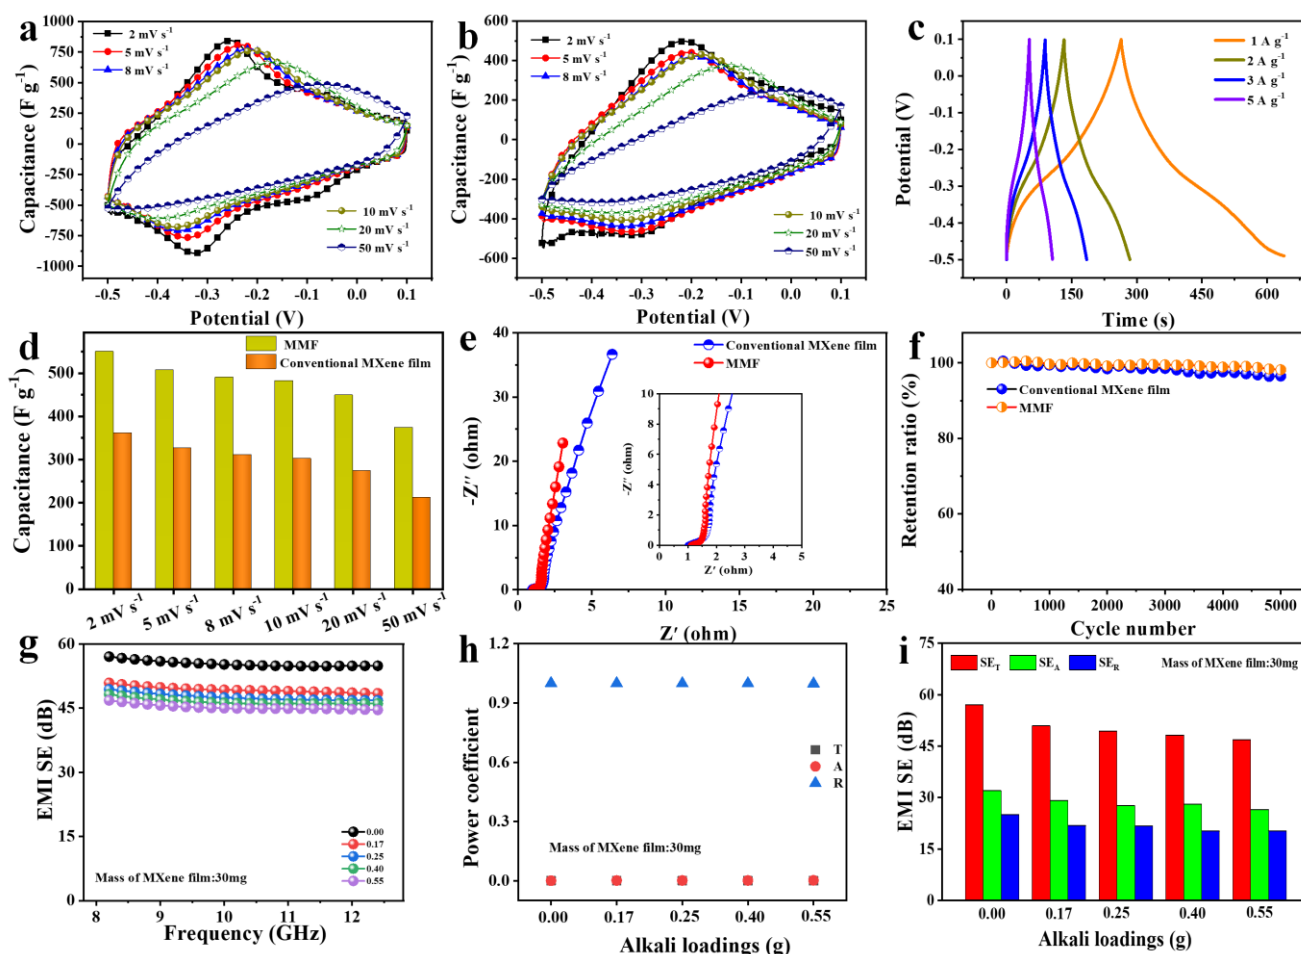 a
2 mV s⁻¹
5 mV s⁻¹
8 mV s⁻¹
10 mV s⁻¹
20 mV s⁻¹
50 mV s⁻¹
1000
750
500
250
0
-250
-500
-750
-1000
Capacitance (F g⁻¹)
-0.5 -0.4 -0.3 -0.2 -0.1 0.0 0.1
Potential (V)
b
2 mV s⁻¹
5 mV s⁻¹
8 mV s⁻¹
10 mV s⁻¹
20 mV s⁻¹
50 mV s⁻¹
600
400
200
0
-200
-400
-600
Capacitance (F g⁻¹)
-0.5 -0.4 -0.3 -0.2 -0.1 0.0 0.1
Potential (V)
c
1 A g⁻¹
2 A g⁻¹
3 A g⁻¹
5 A g⁻¹
0.1
0.0
-0.1
-0.2
-0.3
-0.4
-0.5
Potential (V)
0 150 300 450 600
Time (s)
d
MMF
Conventional MXene film
500
400
300
200
100
0
Capacitance (F g⁻¹)
2 mV s⁻¹ 5 mV s⁻¹ 8 mV s⁻¹ 10 mV s⁻¹ 20 mV s⁻¹ 50 mV s⁻¹
e
Conventional MXene film
MMF
40
30
20
10
0
-Z'' (ohm)
0 5 10 15 20 25
Z' (ohm)
10
8
6
4
2
0
-Z'' (ohm)
0 1 2 3 4 5
Z' (ohm)
f
Conventional MXene film
MMF
100
80
60
40
Retention ratio (%)
0 1000 2000 3000 4000 5000
Cycle number
g
60
45
30
15
0
EMI SE (dB)
0.00
0.17
0.25
0.40
0.55
Mass of MXene film:30mg
8 9 10 11 12
Frequency (GHz)
h
1.2
0.9
0.6
0.3
0.0
Power coefficient
T
A
R
Mass of MXene film:30mg
0.00 0.17 0.25 0.40 0.55
Alkali loadings (g)
i
SE_T SE_A SE_R Mass of MXene film:30mg
75
60
45
30
15
0
EMI SE (dB)
0.00 0.17 0.25 0.40 0.55
Alkali loadings (g)